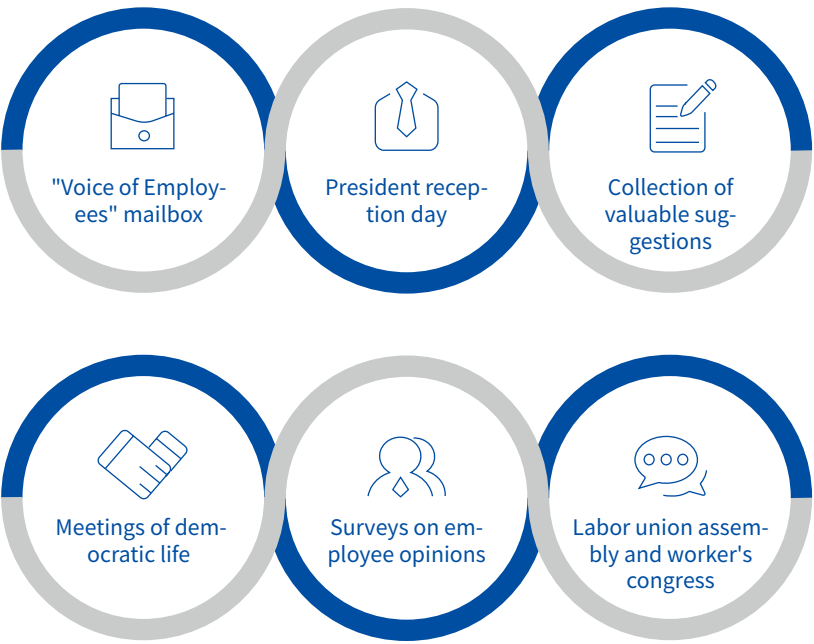 "Voice of Employ-
ees" mailbox
President recep-
tion day
Collection of
valuable sug-
gestions
Meetings of dem-
ocratic life
Surveys on em-
ployee opinions
Labor union assem-
bly and worker's
congress